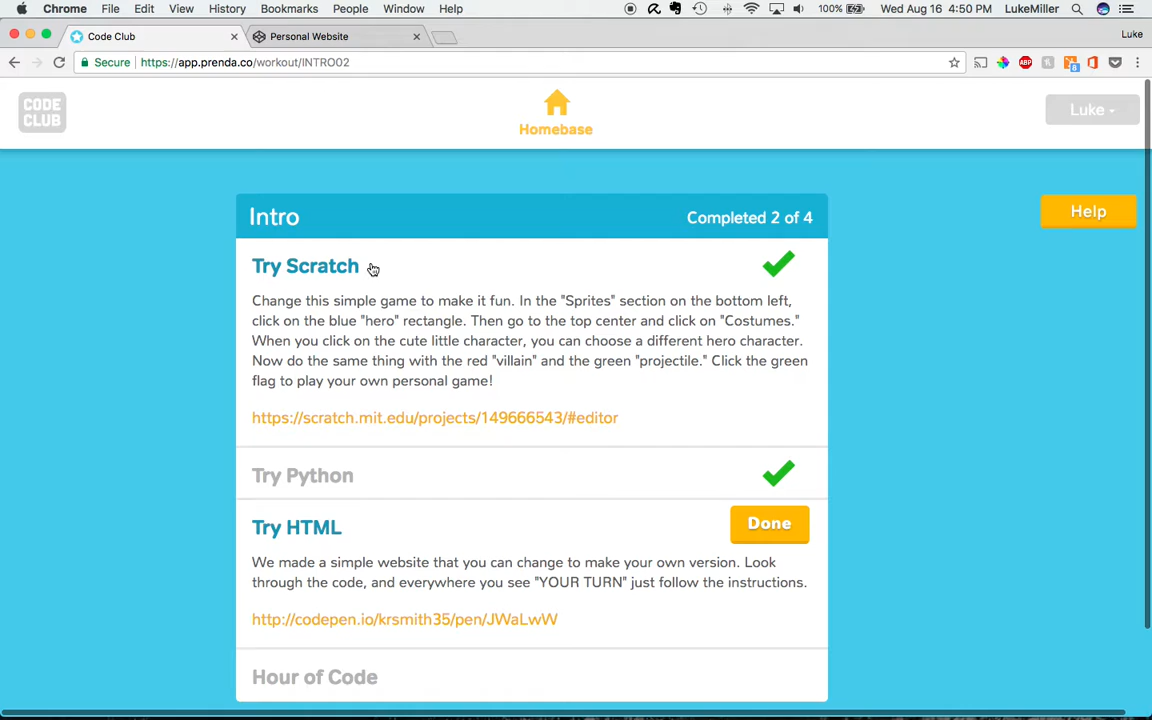 Chrome File Edit View History Bookmarks People Window Help 100% Wed Aug 16 4:50 PM LukeMiller
Code Club Personal Website Luke
Secure https://app.prenda.co/workout/INTRO02
CODE
CLUB
Homebase
Luke
Help
Intro Completed 2 of 4
Try Scratch
Change this simple game to make it fun. In the "Sprites" section on the bottom left,
click on the blue "hero" rectangle. Then go to the top center and click on "Costumes."
When you click on the cute little character, you can choose a different hero character.
Now do the same thing with the red "villain" and the green "projectile." Click the green
flag to play your own personal game!
https://scratch.mit.edu/projects/149666543/#editor
Try Python
Try HTML Done
We made a simple website that you can change to make your own version. Look
through the code, and everywhere you see "YOUR TURN" just follow the instructions.
http://codepen.io/krsmith35/pen/JWaLwW
Hour of Code